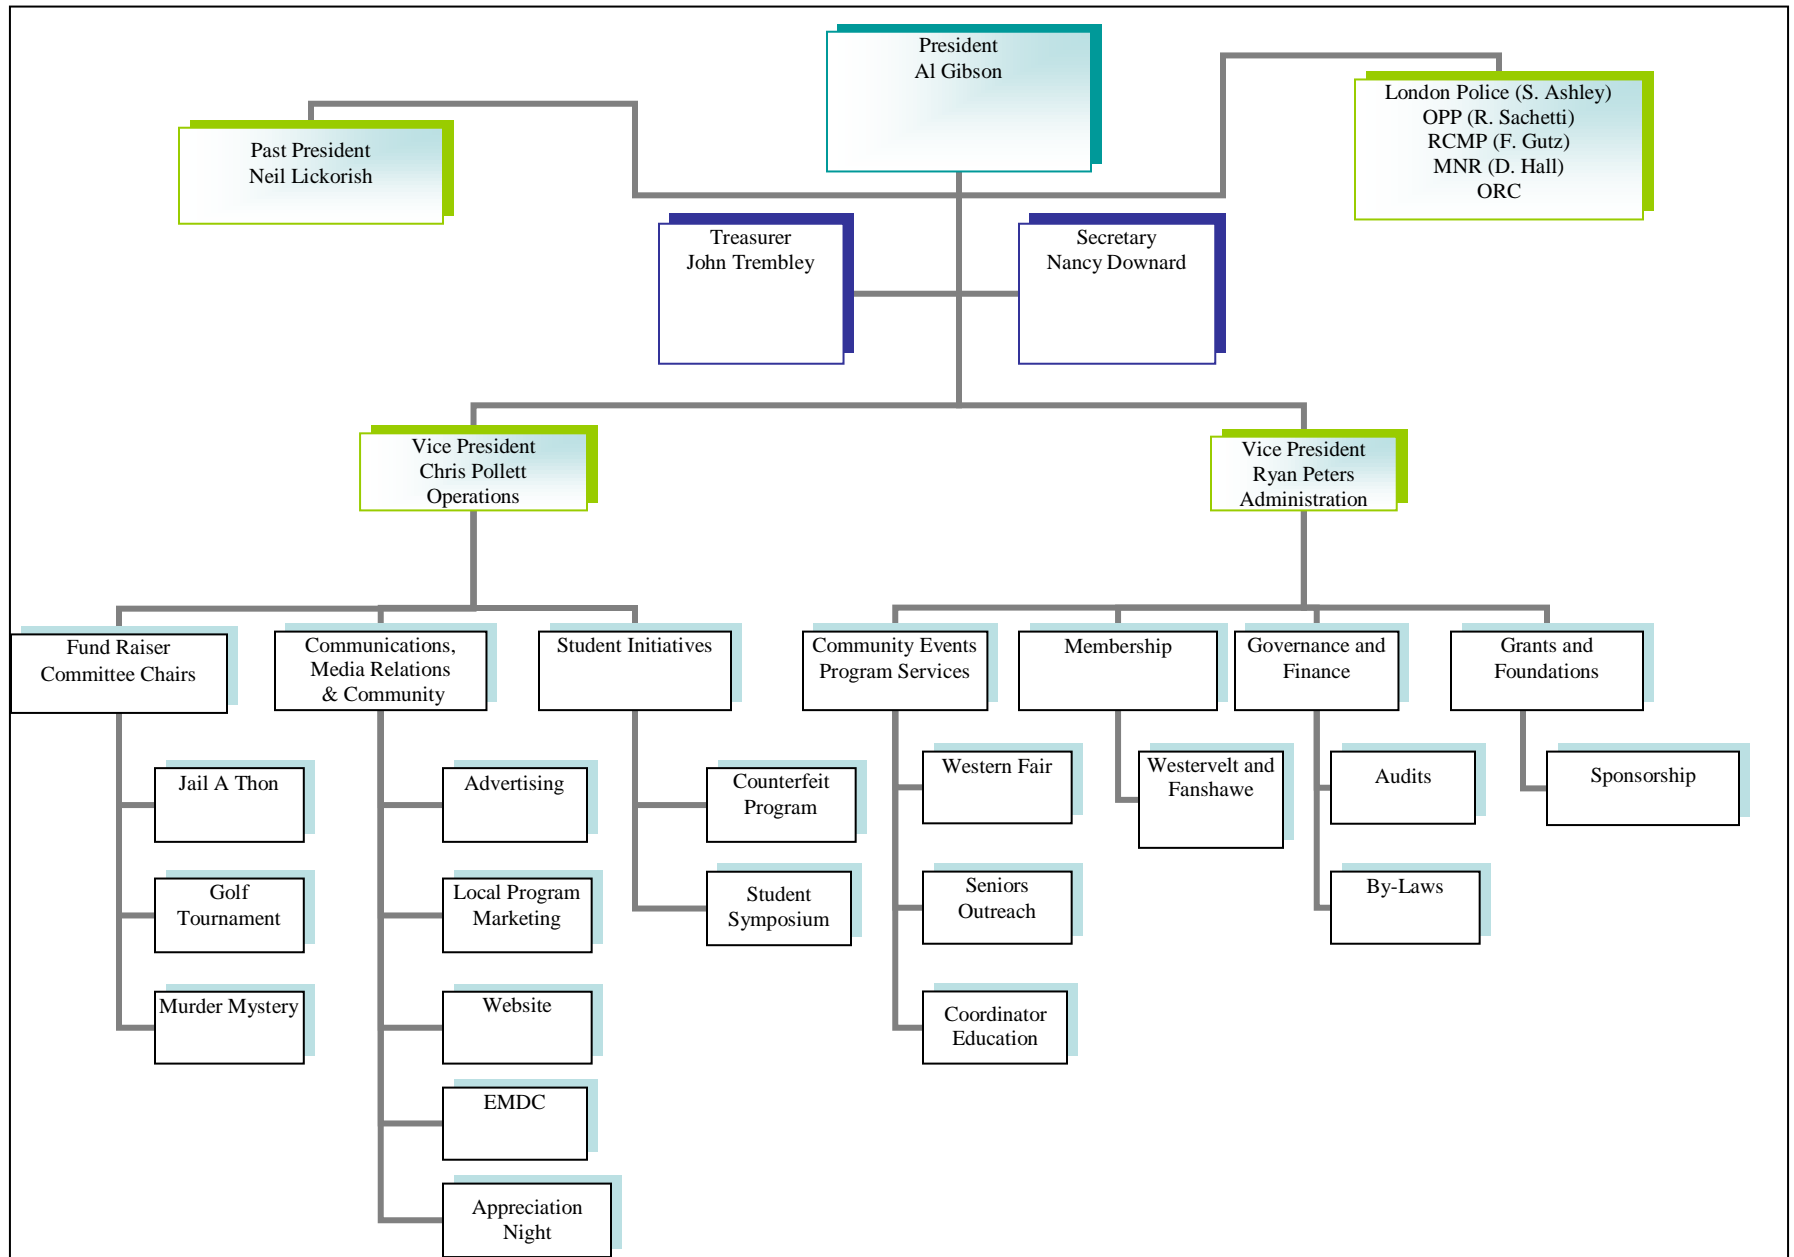 President
Al Gibson
London Police (S. Ashley)
OPP (R. Sachetti)
RCMP (F. Gutz)
MNR (D. Hall)
ORC
Past President
Neil Lickorish
Treasurer
John Trembley
Secretary
Nancy Downard
Vice President
Chris Pollett
Operations
Vice President
Ryan Peters
Administration
Fund Raiser
Committee Chairs
Communications,
Media Relations
& Community
Student Initiatives
Community Events
Program Services
Membership
Governance and
Finance
Grants and
Foundations
Jail A Thon
Golf
Tournament
Murder Mystery
Advertising
Local Program
Marketing
Website
EMDC
Appreciation
Night
Counterfeit
Program
Student
Symposium
Western Fair
Seniors
Outreach
Coordinator
Education
Westervelt and
Fanshawe
Audits
By-Laws
Sponsorship